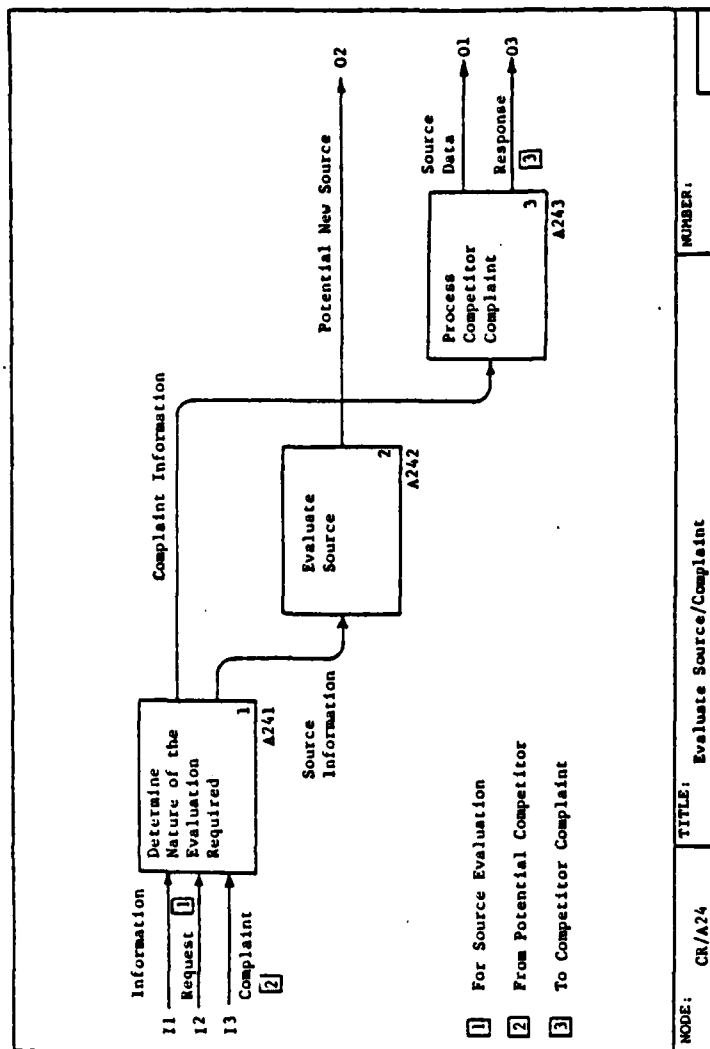 I1
Information
I2
Request 1
I3
Complaint
2
Determine
Nature of the
Evaluation
Required
1
A241
Complaint Information
Source
Information
Evaluate
Source
2
A242
Potential New Source
O2
Process
Competitor
Complaint
3
A243
Source
Data
O1
Response
3
O3
1 For Source Evaluation
2 From Potential Competitor
3 To Competitor Complaint
NODE: CR/A24
TITLE: Evaluate Source/Complaint
NUMBER: